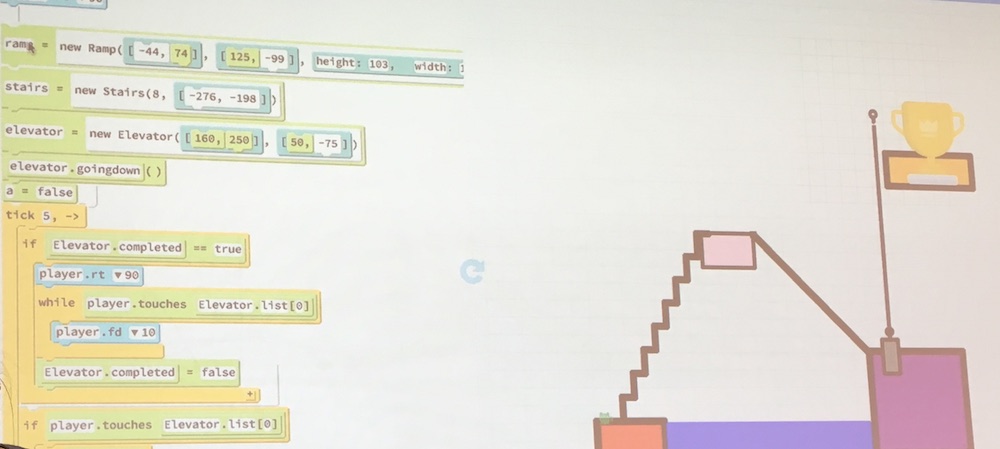 ramp = new Ramp([-44, 74], [125, -99], height: 103, width:
stairs = new Stairs(8, [-276, -198])
elevator = new Elevator([160, 250], [50, -75])
elevator.goingdown()
a = false
tick 5, ->
if Elevator.completed == true
player.rt ▼90
while player.touches Elevator.list[0]
player.fd ▼10
Elevator.completed = false
if player.touches Elevator.list[0]